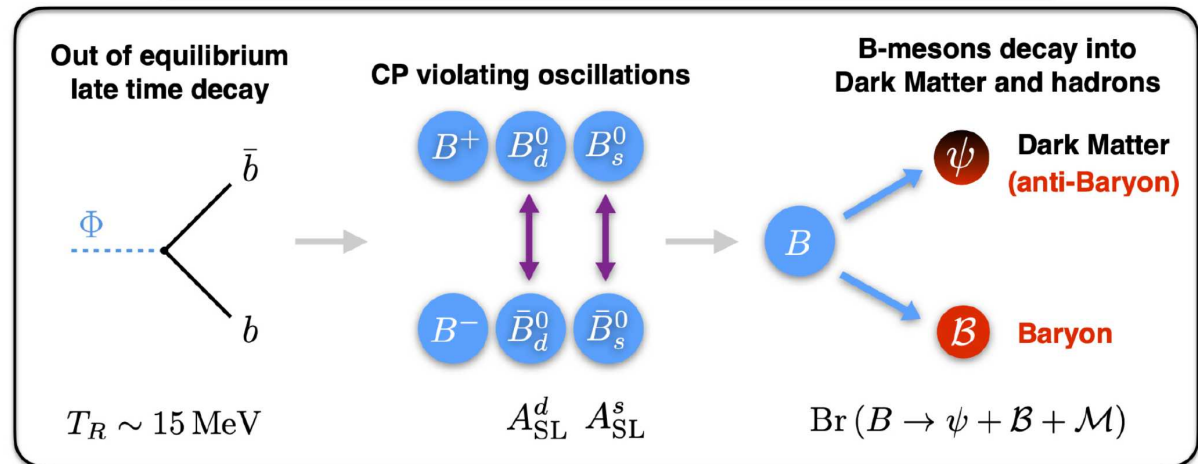 Out of equilibrium
late time decay
CP violating oscillations
B-mesons decay into
Dark Matter and hadrons
b̄
Φ
b
B⁺ B⁰_d B⁰_s
B⁻ B̄⁰_d B̄⁰_s
B
ψ
Dark Matter
(anti-Baryon)
ℬ Baryon
T_R ∼ 15 MeV
A^d_SL A^s_SL
Br (B → ψ + ℬ + ℳ)